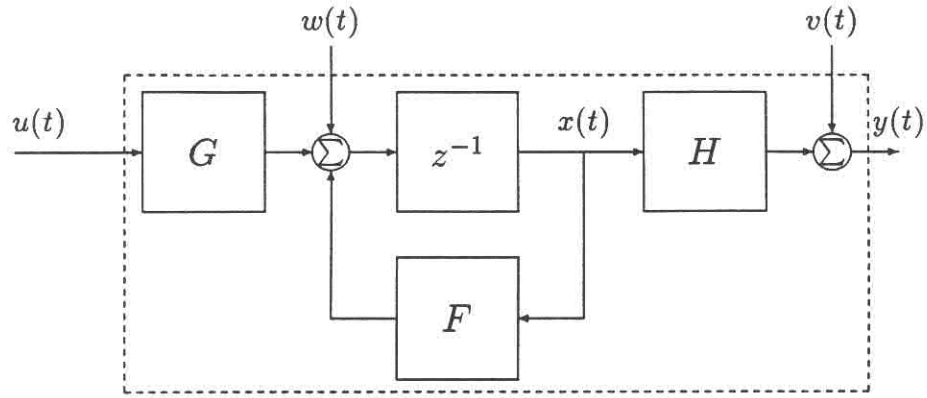 w(t)
v(t)
u(t)
G
Σ
z⁻¹
x(t)
H
Σ
y(t)
F